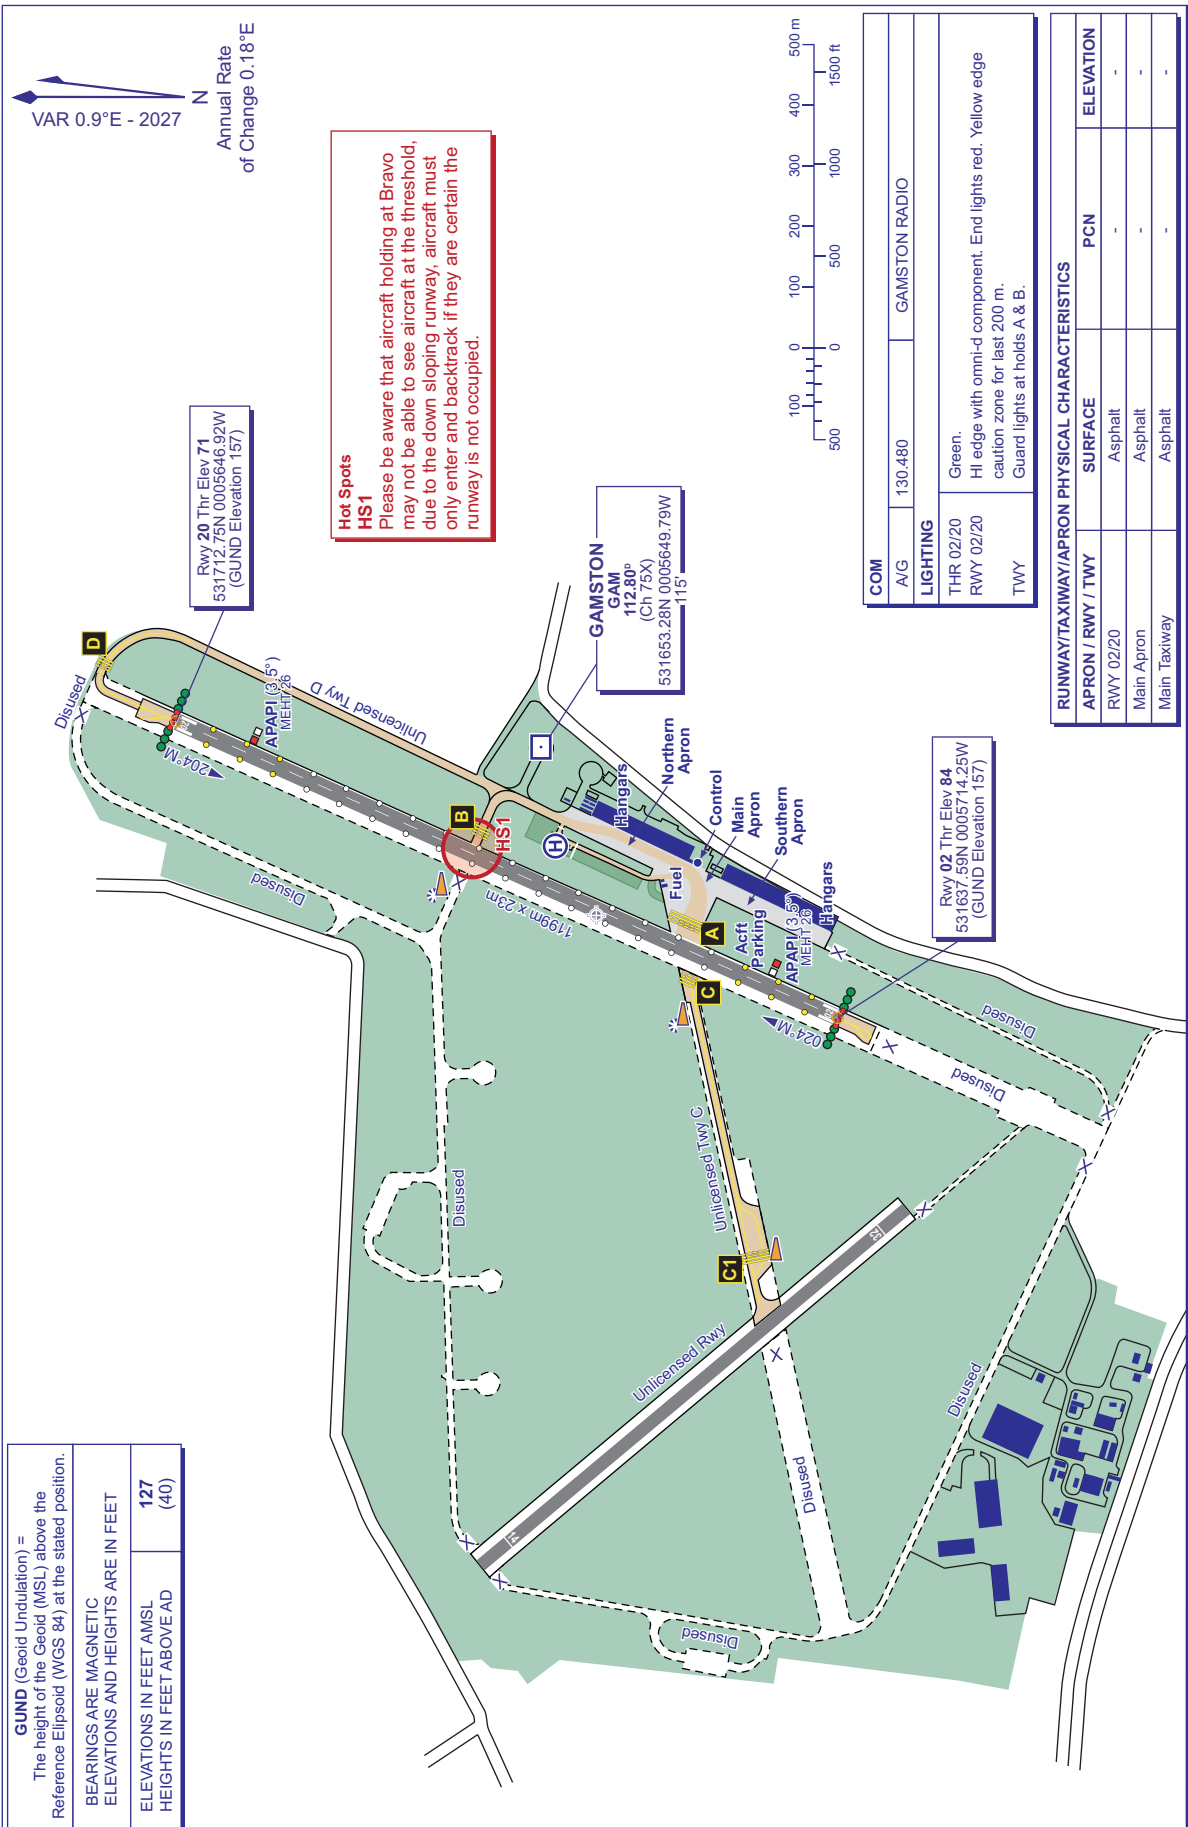 GUND (Geoid Undulation) =
The height of the Geoid (MSL) above the
Reference Elipsoid (WGS 84) at the stated position.
BEARINGS ARE MAGNETIC
ELEVATIONS AND HEIGHTS ARE IN FEET
ELEVATIONS IN FEET AMSL
HEIGHTS IN FEET ABOVE AD
127
(40)
VAR 0.9°E - 2027
N
Annual Rate
of Change 0.18°E
Hot Spots
HS1
Please be aware that aircraft holding at Bravo
may not be able to see aircraft at the threshold,
due to the down sloping runway, aircraft must
only enter and backtrack if they are certain the
runway is not occupied.
Rwy 20 Thr Elev 71
531712.75N 0005646.92W
(GUND Elevation 157)
GAMSTON
GAM
112.80ᴰ
(Ch 75X)
531653.28N 0005649.79W
115'
Rwy 02 Thr Elev 84
531637.59N 0005714.25W
(GUND Elevation 157)
D
Disused
204°M
20
APAPI (3.5°)
MEHT 26
Unlicensed Twy D
B
HS1
H
Disused
1199m x 23m
Hangars
Northern
Apron
Fuel
Control
Main
Apron
Southern
Apron
Hangars
A
Acft
Parking
APAPI (3.5°)
MEHT 26
C
024°M
02
Disused
Disused
Disused
Unlicensed Twy C
C1
Unlicensed Rwy
32
14
Disused
Disused
Disused
500 100 0 100 200 300 400 500 m
0 500 1000 1500 ft
COM
A/G 130.480 GAMSTON RADIO
LIGHTING
THR 02/20 Green.
RWY 02/20 HI edge with omni-d component. End lights red. Yellow edge
caution zone for last 200 m.
TWY Guard lights at holds A & B.
RUNWAY/TAXIWAY/APRON PHYSICAL CHARACTERISTICS
APRON / RWY / TWY SURFACE PCN ELEVATION
RWY 02/20 Asphalt - -
Main Apron Asphalt - -
Main Taxiway Asphalt - -